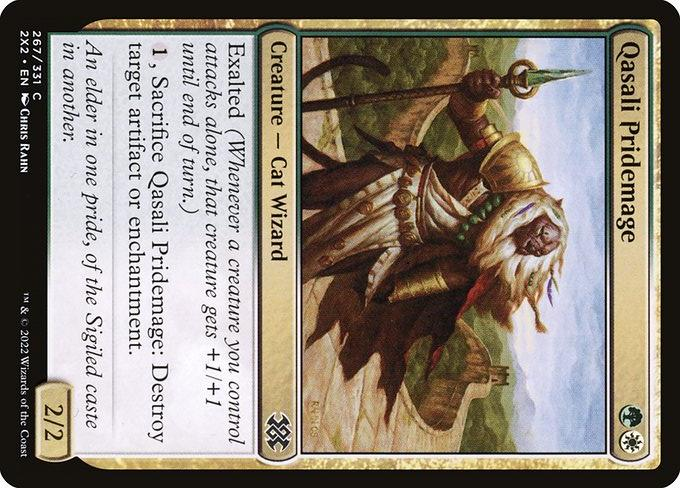 Qasali Pridemage
Creature — Cat Wizard
Exalted (Whenever a creature you control
attacks alone, that creature gets +1/+1
until end of turn.)
1, Sacrifice Qasali Pridemage: Destroy
target artifact or enchantment.
An elder in one pride, of the Sigiled caste
in another.
2/2
267/331 C
2X2 • EN Chris Rahn
™ & © 2022 Wizards of the Coast